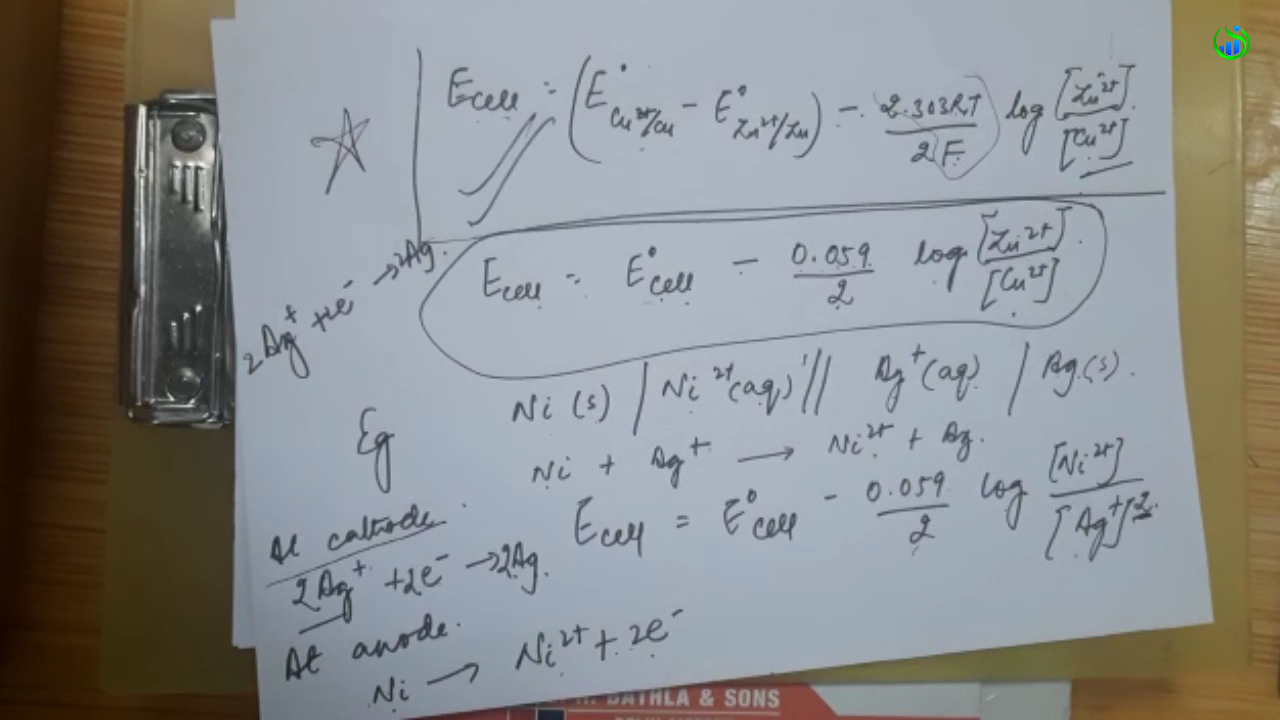 Ecell = (E° Cu²⁺/Cu − E° Zn²⁺/Zn) − 2.303RT/2F log [Zn²⁺]/[Cu²⁺]
2Ag⁺ + 2e⁻ → 2Ag.
Ecell = E°cell − 0.059/2 log [Zn²⁺]/[Cu²⁺].
Eg
Ni (s) | Ni²⁺(aq) || Ag⁺(aq) | Ag(s).
Ni + Ag⁺ → Ni²⁺ + Ag.
Ecell = E°cell − 0.059/2 log [Ni²⁺]/[Ag⁺]²
At cathode.
2Ag⁺ + 2e⁻ → 2Ag.
At anode.
Ni → Ni²⁺ + 2e⁻
BATHLA & SONS